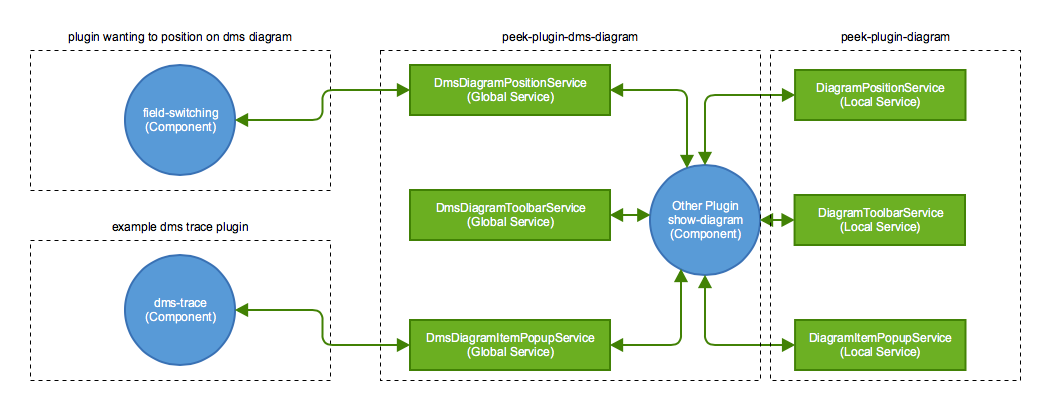 plugin wanting to position on dms diagram
field-switching
(Component)
example dms trace plugin
dms-trace
(Component)
peek-plugin-dms-diagram
DmsDiagramPositionService
(Global Service)
DmsDiagramToolbarService
(Global Service)
DmsDiagramItemPopupService
(Global Service)
Other Plugin
show-diagram
(Component)
peek-plugin-diagram
DiagramPositionService
(Local Service)
DiagramToolbarService
(Local Service)
DiagramItemPopupService
(Local Service)